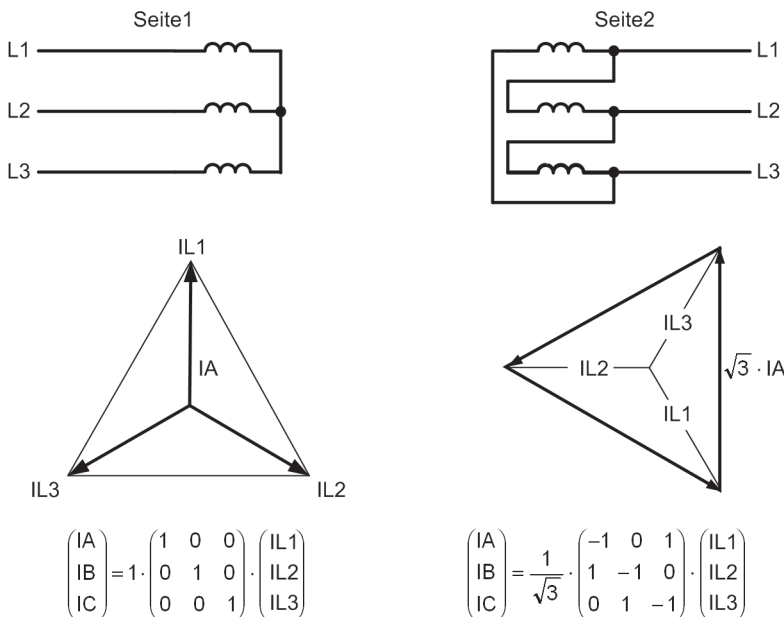 Seite1
Seite2
L1
L2
L3
L1
L2
L3
IL1
IA
IL3
IL2
IL3
IL2
IL1
√3 · IA
(IA IB IC) = 1 · (1 0 0 0 1 0 0 0 1) · (IL1 IL2 IL3)
(IA IB IC) = 1/√3 · (−1 0 1 1 −1 0 0 1 −1) · (IL1 IL2 IL3)